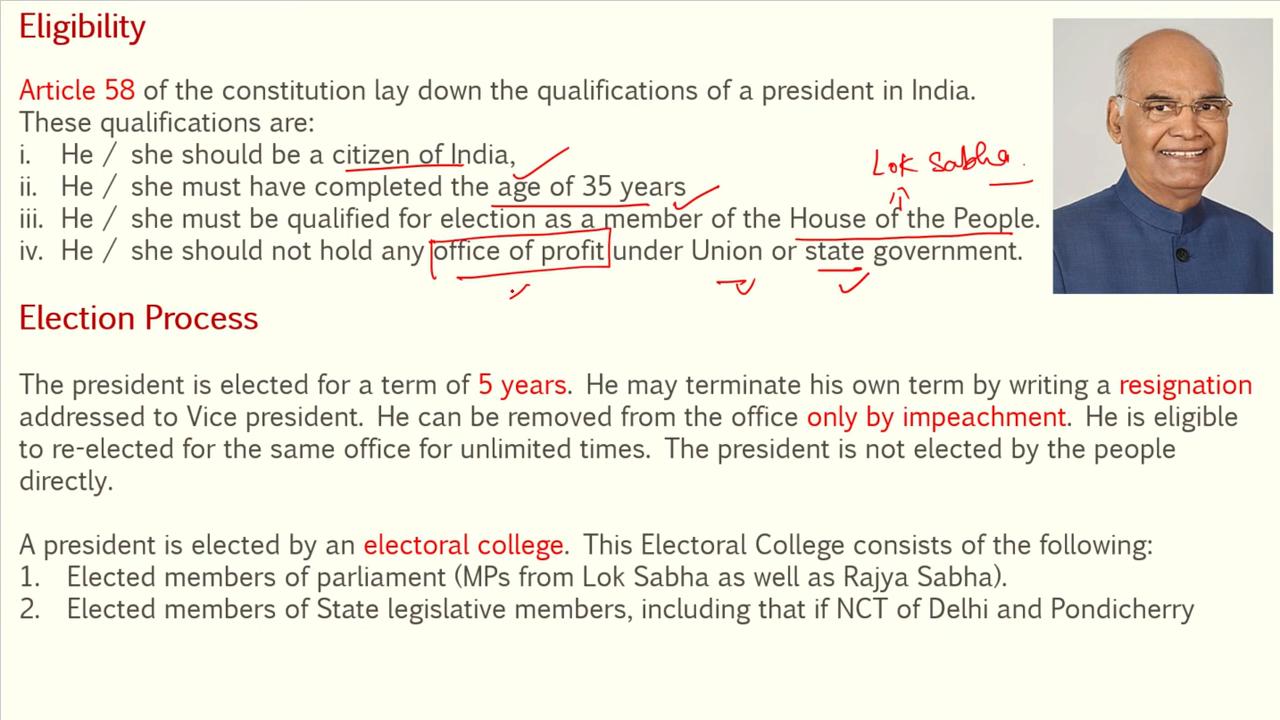 Eligibility
Article 58 of the constitution lay down the qualifications of a president in India.
These qualifications are:
i. He / she should be a citizen of India,
Lok Sabha.
ii. He / she must have completed the age of 35 years
iii. He / she must be qualified for election as a member of the House of the People.
iv. He / she should not hold any office of profit under Union or state government.
Election Process
The president is elected for a term of 5 years. He may terminate his own term by writing a resignation
addressed to Vice president. He can be removed from the office only by impeachment. He is eligible
to re-elected for the same office for unlimited times. The president is not elected by the people
directly.
A president is elected by an electoral college. This Electoral College consists of the following:
1. Elected members of parliament (MPs from Lok Sabha as well as Rajya Sabha).
2. Elected members of State legislative members, including that if NCT of Delhi and Pondicherry